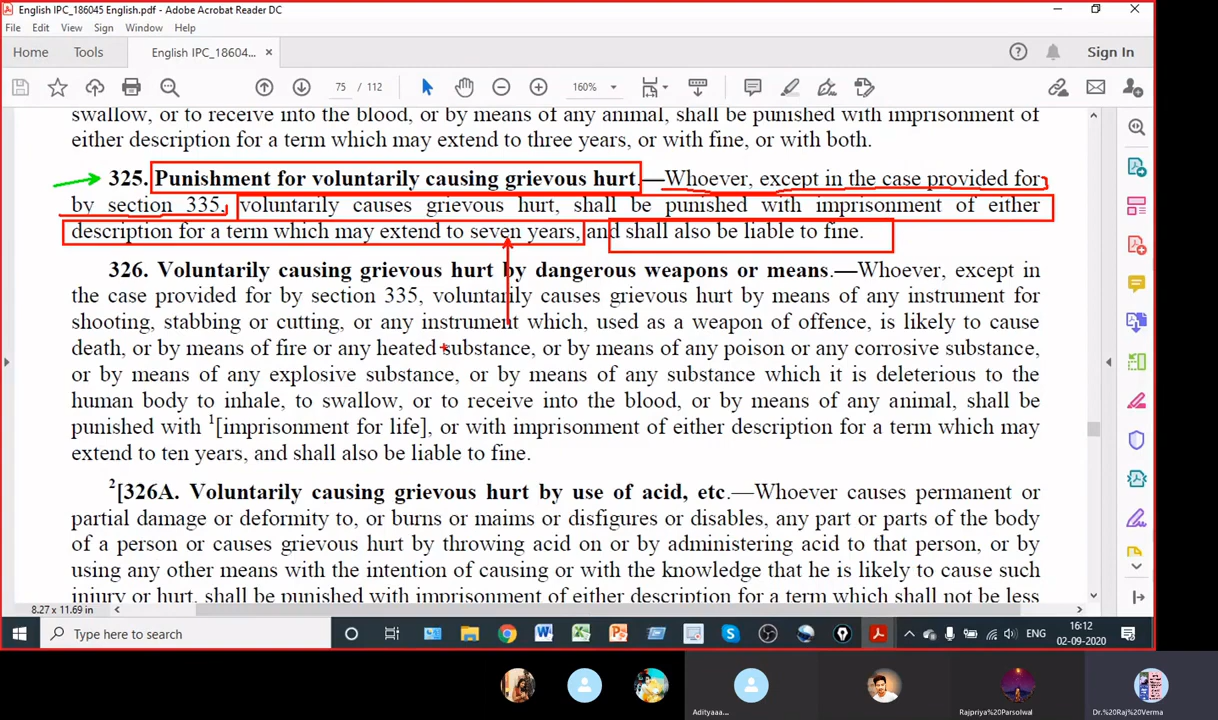 English IPC_186045 English.pdf - Adobe Acrobat Reader DC
File Edit View Sign Window Help
Home Tools English IPC_18604... × Sign In
75 / 112 160%
swallow, or to receive into the blood, or by means of any animal, shall be punished with imprisonment of
either description for a term which may extend to three years, or with fine, or with both.
325. Punishment for voluntarily causing grievous hurt.—Whoever, except in the case provided for
by section 335, voluntarily causes grievous hurt, shall be punished with imprisonment of either
description for a term which may extend to seven years, and shall also be liable to fine.
326. Voluntarily causing grievous hurt by dangerous weapons or means.—Whoever, except in
the case provided for by section 335, voluntarily causes grievous hurt by means of any instrument for
shooting, stabbing or cutting, or any instrument which, used as a weapon of offence, is likely to cause
death, or by means of fire or any heated substance, or by means of any poison or any corrosive substance,
or by means of any explosive substance, or by means of any substance which it is deleterious to the
human body to inhale, to swallow, or to receive into the blood, or by means of any animal, shall be
punished with 1[imprisonment for life], or with imprisonment of either description for a term which may
extend to ten years, and shall also be liable to fine.
2[326A. Voluntarily causing grievous hurt by use of acid, etc.—Whoever causes permanent or
partial damage or deformity to, or burns or maims or disfigures or disables, any part or parts of the body
of a person or causes grievous hurt by throwing acid on or by administering acid to that person, or by
using any other means with the intention of causing or with the knowledge that he is likely to cause such
injury or hurt, shall be punished with imprisonment of either description for a term which shall not be less
8.27 x 11.69 in
Type here to search
ENG
16:12
02-09-2020
Adityaaa...
Rajpriya%20Parsolwal
Dr.%20Raj%20Verma